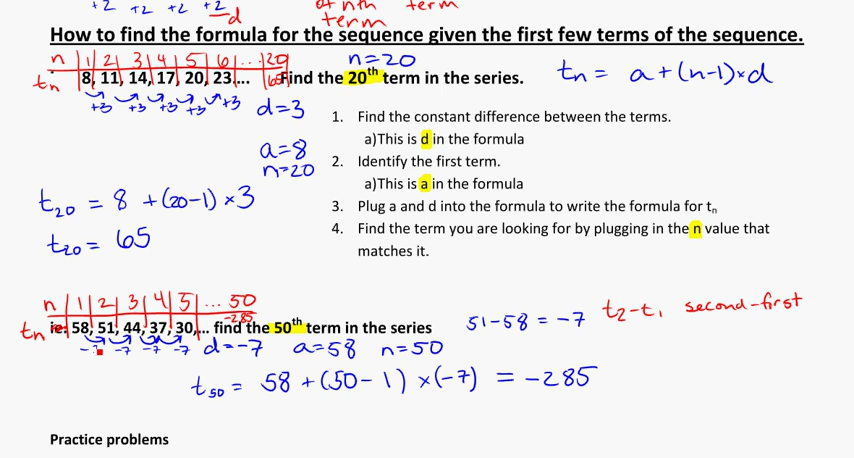 +2 +2 +2 +2
-d
of nth term
term
How to find the formula for the sequence given the first few terms of the sequence.
n 1 2 3 4 5 6 ... 20 n=20
tn 8, 11, 14, 17, 20, 23... 65 Find the 20th term in the series. tn = a+(n-1)×d
+3 +3 +3 +3 +3 d=3
1. Find the constant difference between the terms.
a)This is d in the formula
a=8
n=20
2. Identify the first term.
a)This is a in the formula
3. Plug a and d into the formula to write the formula for tn
4. Find the term you are looking for by plugging in the n value that
matches it.
t20 = 8 +(20-1) ×3
t20 = 65
n 1 2 3 4 5 ... 50
-285
tn ie: 58, 51, 44, 37, 30,... find the 50th term in the series 51-58 = -7 t2-t1 second-first
-7 -7 -7 d=-7 a=58 n=50
t50 = 58 +(50-1) ×(-7) = -285
Practice problems